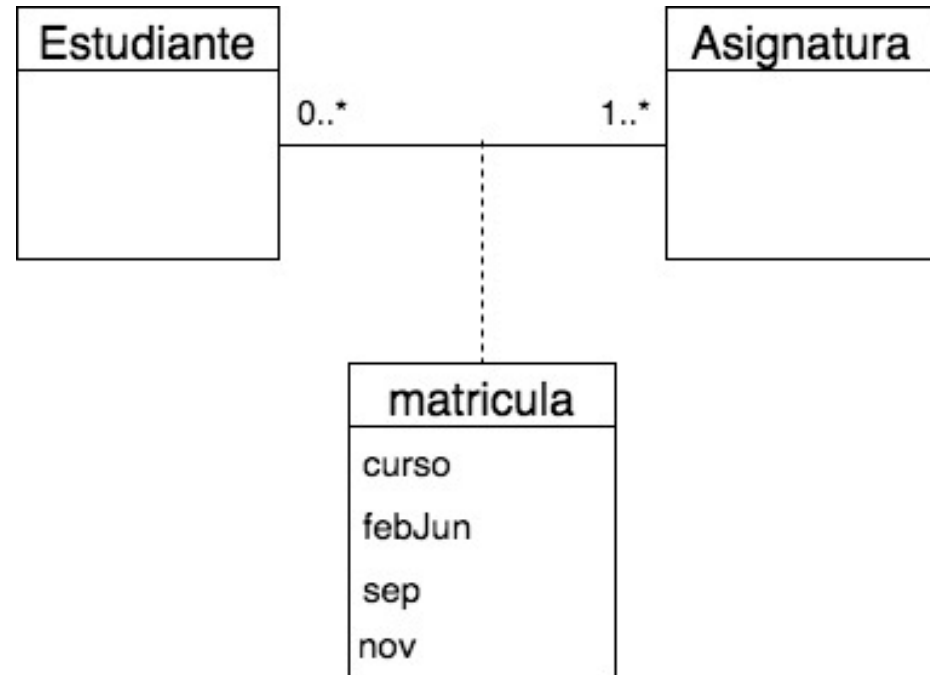 Estudiante
Asignatura
0..*
1..*
matricula
curso
febJun
sep
nov